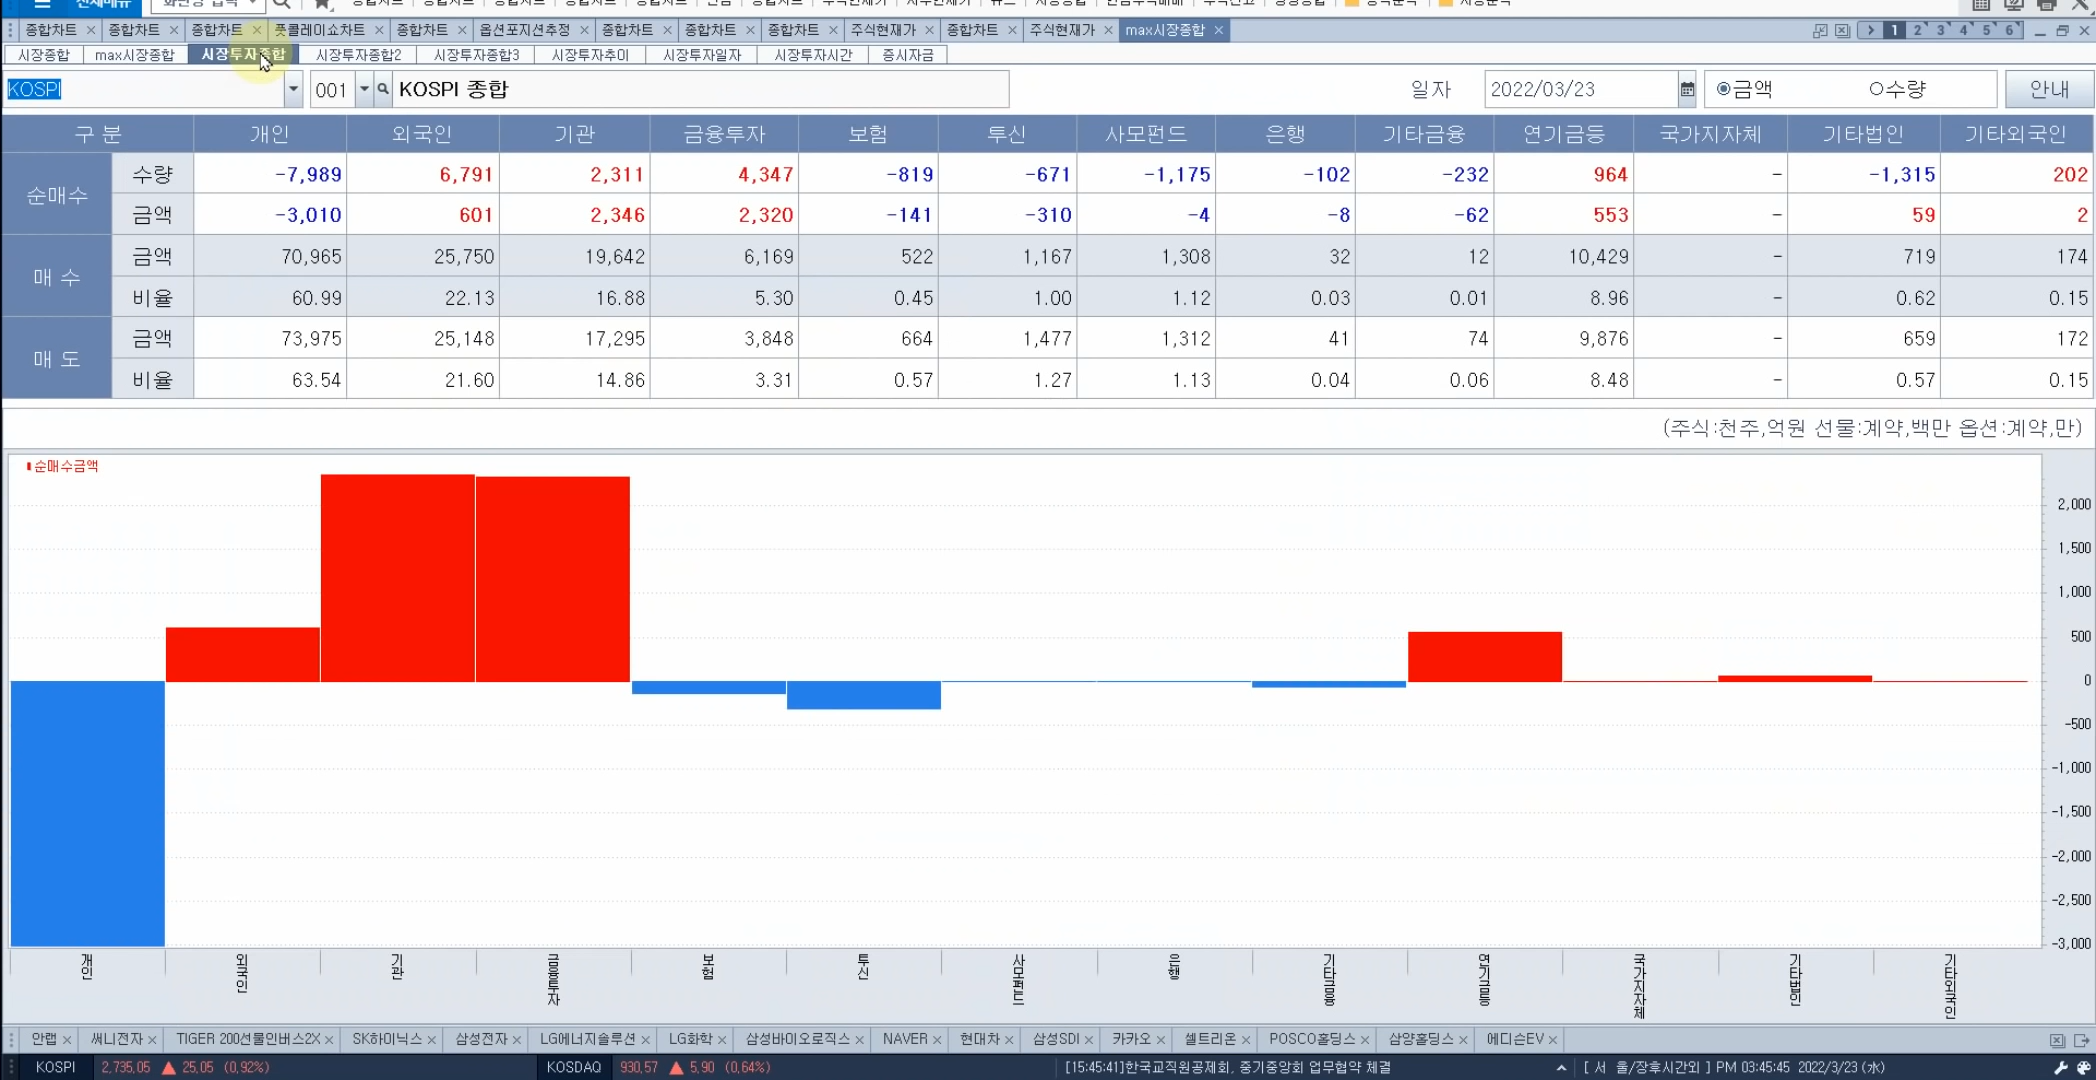 전체메뉴
종합차트 × 종합차트 × 종합차트 × 풋콜레이쇼차트 × 종합차트 × 옵션포지션추정 × 종합차트 × 종합차트 × 종합차트 × 주식현재가 × 종합차트 × 주식현재가 × max시장종합 × 1 2 3 4 5 6
시장종합 max시장종합 시장투자종합 시장투자종합2 시장투자종합3 시장투자추이 시장투자일자 시장투자시간 증시자금
KOSPI 001 KOSPI 종합 일자 2022/03/23 금액 수량 안내
구 분 개인 외국인 기관 금융투자 보험 투신 사모펀드 은행 기타금융 연기금등 국가지자체 기타법인 기타외국인
순매수 수량 -7,989 6,791 2,311 4,347 -819 -671 -1,175 -102 -232 964 - -1,315 202
금액 -3,010 601 2,346 2,320 -141 -310 -4 -8 -62 553 - 59 2
매 수 금액 70,965 25,750 19,642 6,169 522 1,167 1,308 32 12 10,429 - 719 174
비율 60.99 22.13 16.88 5.30 0.45 1.00 1.12 0.03 0.01 8.96 - 0.62 0.15
매 도 금액 73,975 25,148 17,295 3,848 664 1,477 1,312 41 74 9,876 - 659 172
비율 63.54 21.60 14.86 3.31 0.57 1.27 1.13 0.04 0.06 8.48 - 0.57 0.15
(주식:천주,억원 선물:계약,백만 옵션:계약,만)
순매수금액
2,000
1,500
1,000
500
0
-500
-1,000
-1,500
-2,000
-2,500
-3,000
개인 외국인 기관 금융투자 보험 투신 사모펀드 은행 기타금융 연기금등 국가지자체 기타법인 기타외국인
안랩 × 써니전자 × TIGER 200선물인버스2X × SK하이닉스 × 삼성전자 × LG에너지솔루션 × LG화학 × 삼성바이오로직스 × NAVER × 현대차 × 삼성SDI × 카카오 × 셀트리온 × POSCO홀딩스 × 삼양홀딩스 × 에디슨EV ×
KOSPI 2,735.05 ▲ 25.05 (0.92%) KOSDAQ 930.57 ▲ 5.90 (0.64%) [15:45:41]한국교직원공제회, 중기중앙회 업무협약 체결 [ 서 울/장후시간외 ] PM 03:45:45 2022/3/23 (水)